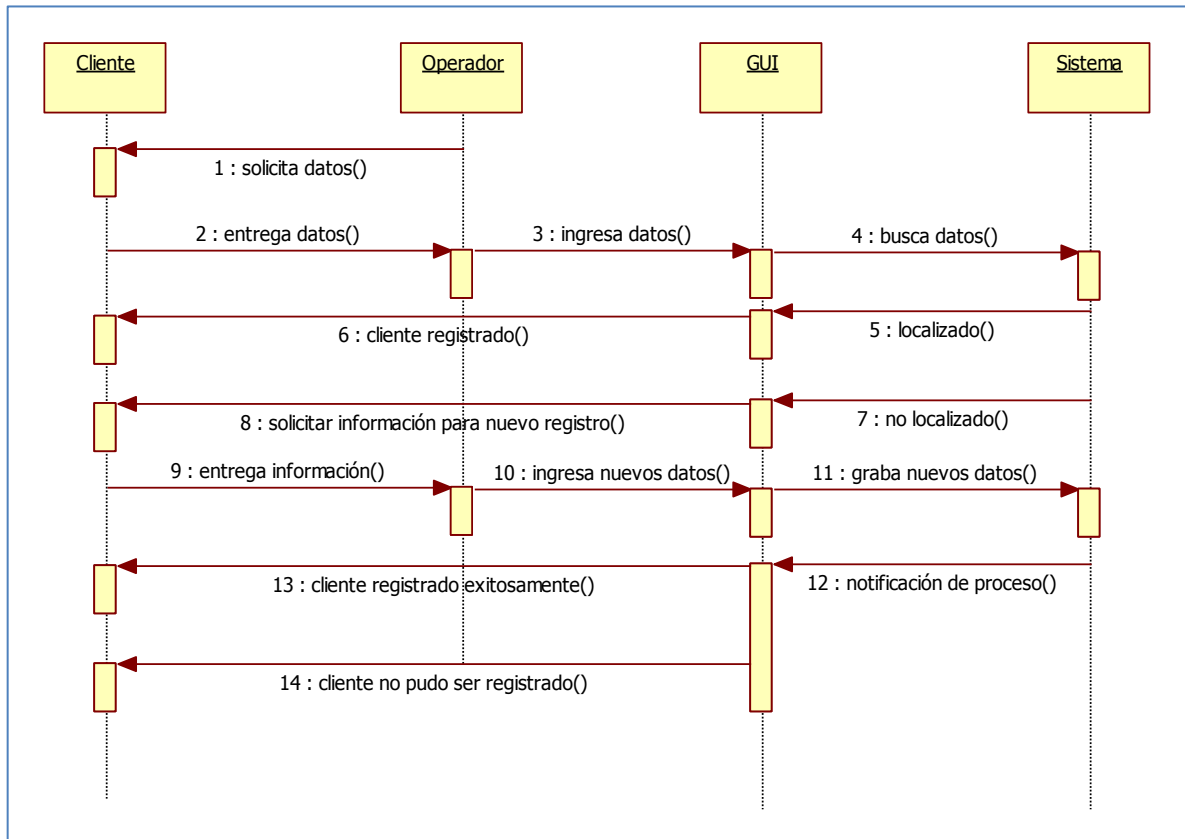 Cliente
Operador
GUI
Sistema
1 : solicita datos()
2 : entrega datos()
3 : ingresa datos()
4 : busca datos()
5 : localizado()
6 : cliente registrado()
7 : no localizado()
8 : solicitar información para nuevo registro()
9 : entrega información()
10 : ingresa nuevos datos()
11 : graba nuevos datos()
12 : notificación de proceso()
13 : cliente registrado exitosamente()
14 : cliente no pudo ser registrado()